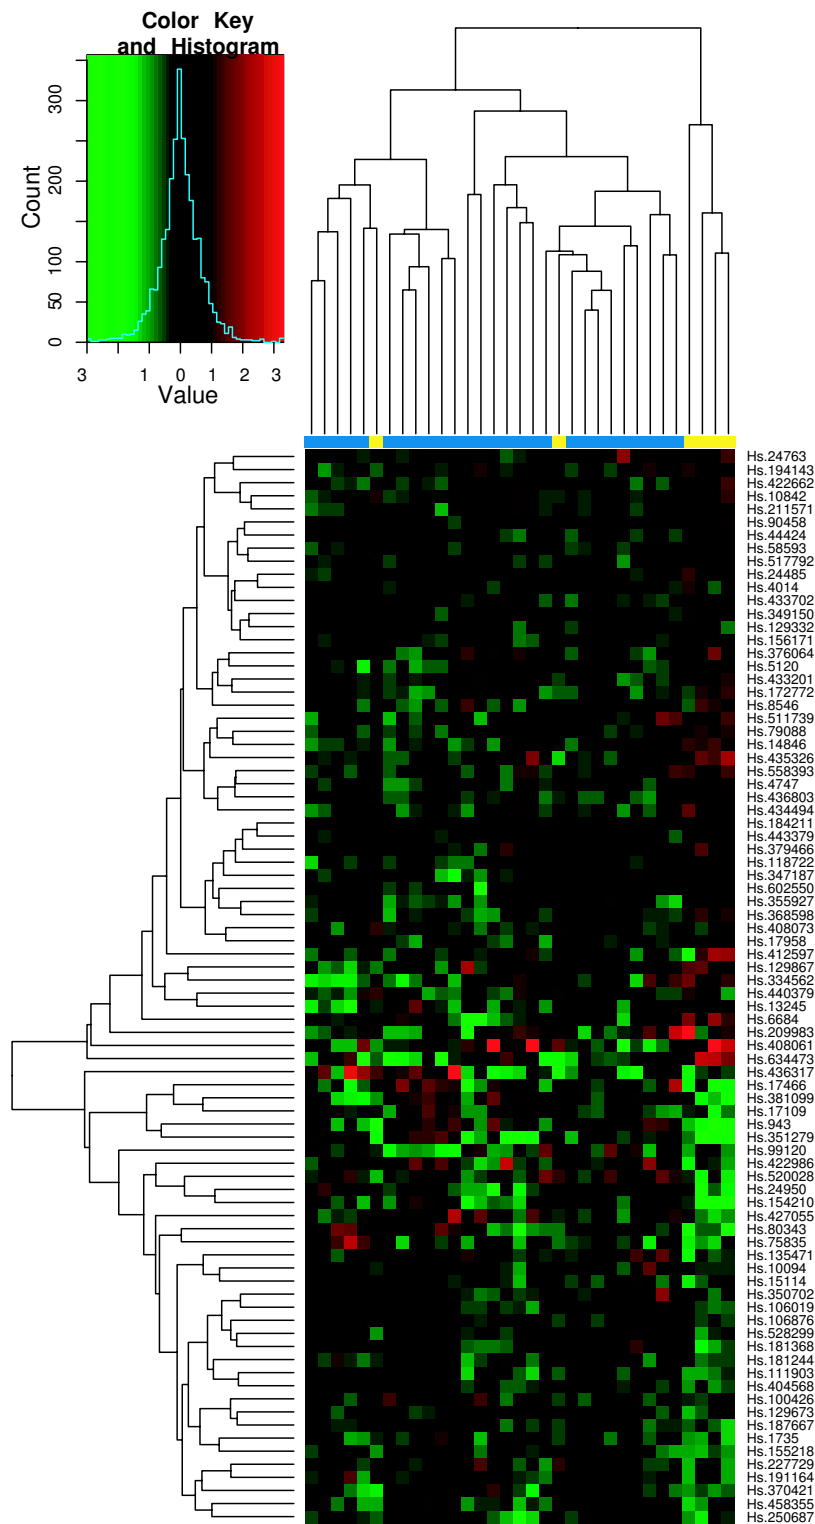 Color Key
and Histogram
Count
0
50
100
200
300
3
1
0
1
2
3
Value
Hs.24763
Hs.194143
Hs.422662
Hs.10842
Hs.211571
Hs.90458
Hs.44424
Hs.58593
Hs.517792
Hs.24485
Hs.4014
Hs.433702
Hs.349150
Hs.129332
Hs.156171
Hs.376064
Hs.5120
Hs.433201
Hs.172772
Hs.8546
Hs.511739
Hs.79088
Hs.14846
Hs.435326
Hs.558393
Hs.4747
Hs.436803
Hs.434494
Hs.184211
Hs.443379
Hs.379466
Hs.118722
Hs.347187
Hs.602550
Hs.355927
Hs.368598
Hs.408073
Hs.17958
Hs.412597
Hs.129867
Hs.334562
Hs.440379
Hs.13245
Hs.6684
Hs.209983
Hs.408061
Hs.634473
Hs.436317
Hs.17466
Hs.381099
Hs.17109
Hs.943
Hs.351279
Hs.99120
Hs.422986
Hs.520028
Hs.24950
Hs.154210
Hs.427055
Hs.80343
Hs.75835
Hs.135471
Hs.10094
Hs.15114
Hs.350702
Hs.106019
Hs.106876
Hs.528299
Hs.181368
Hs.181244
Hs.111903
Hs.404568
Hs.100426
Hs.129673
Hs.187667
Hs.1735
Hs.155218
Hs.227729
Hs.191164
Hs.370421
Hs.458355
Hs.250687